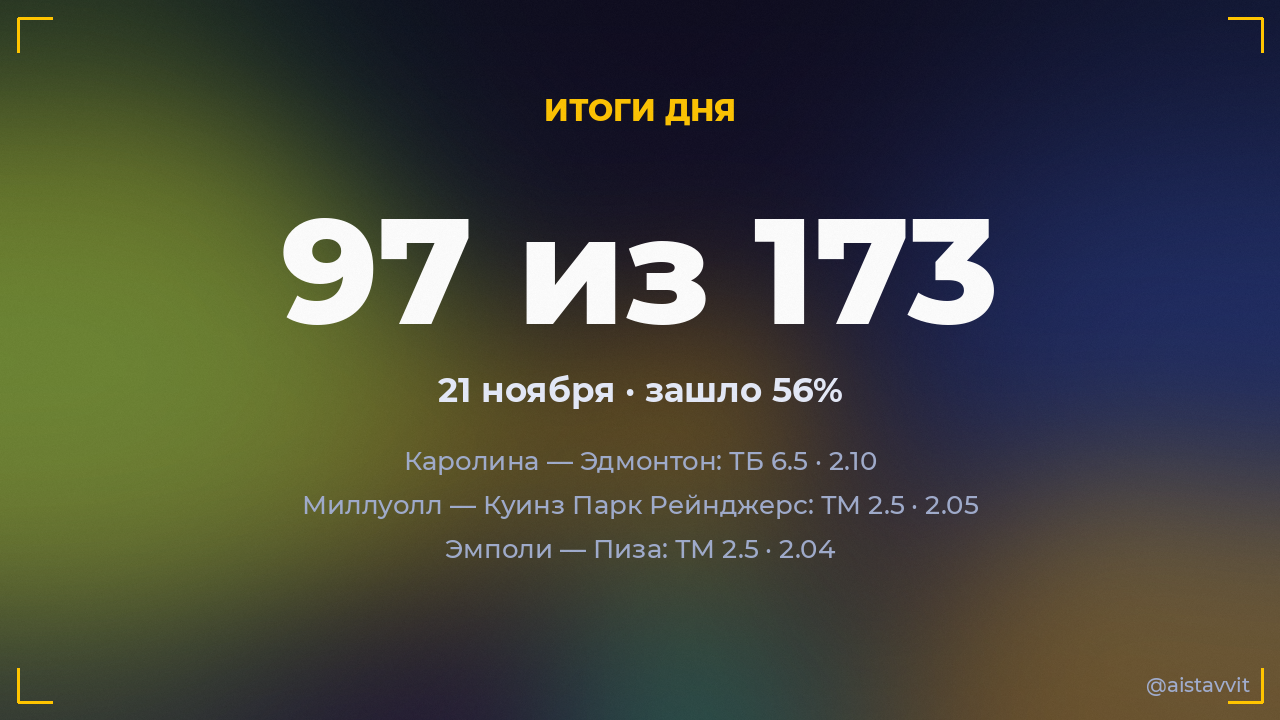 ИТОГИ ДНЯ
97 из 173
21 ноября · зашло 56%
Каролина — Эдмонтон: ТБ 6.5 · 2.10
Миллуолл — Куинз Парк Рейнджерс: ТМ 2.5 · 2.05
Эмполи — Пиза: ТМ 2.5 · 2.04
@aistavvit